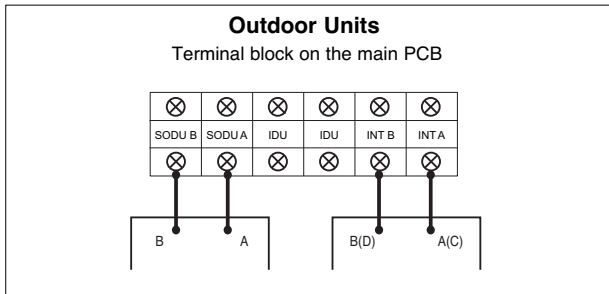 Outdoor Units
Terminal block on the main PCB
SODU B SODU A IDU IDU INT B INT A
B A B(D) A(C)